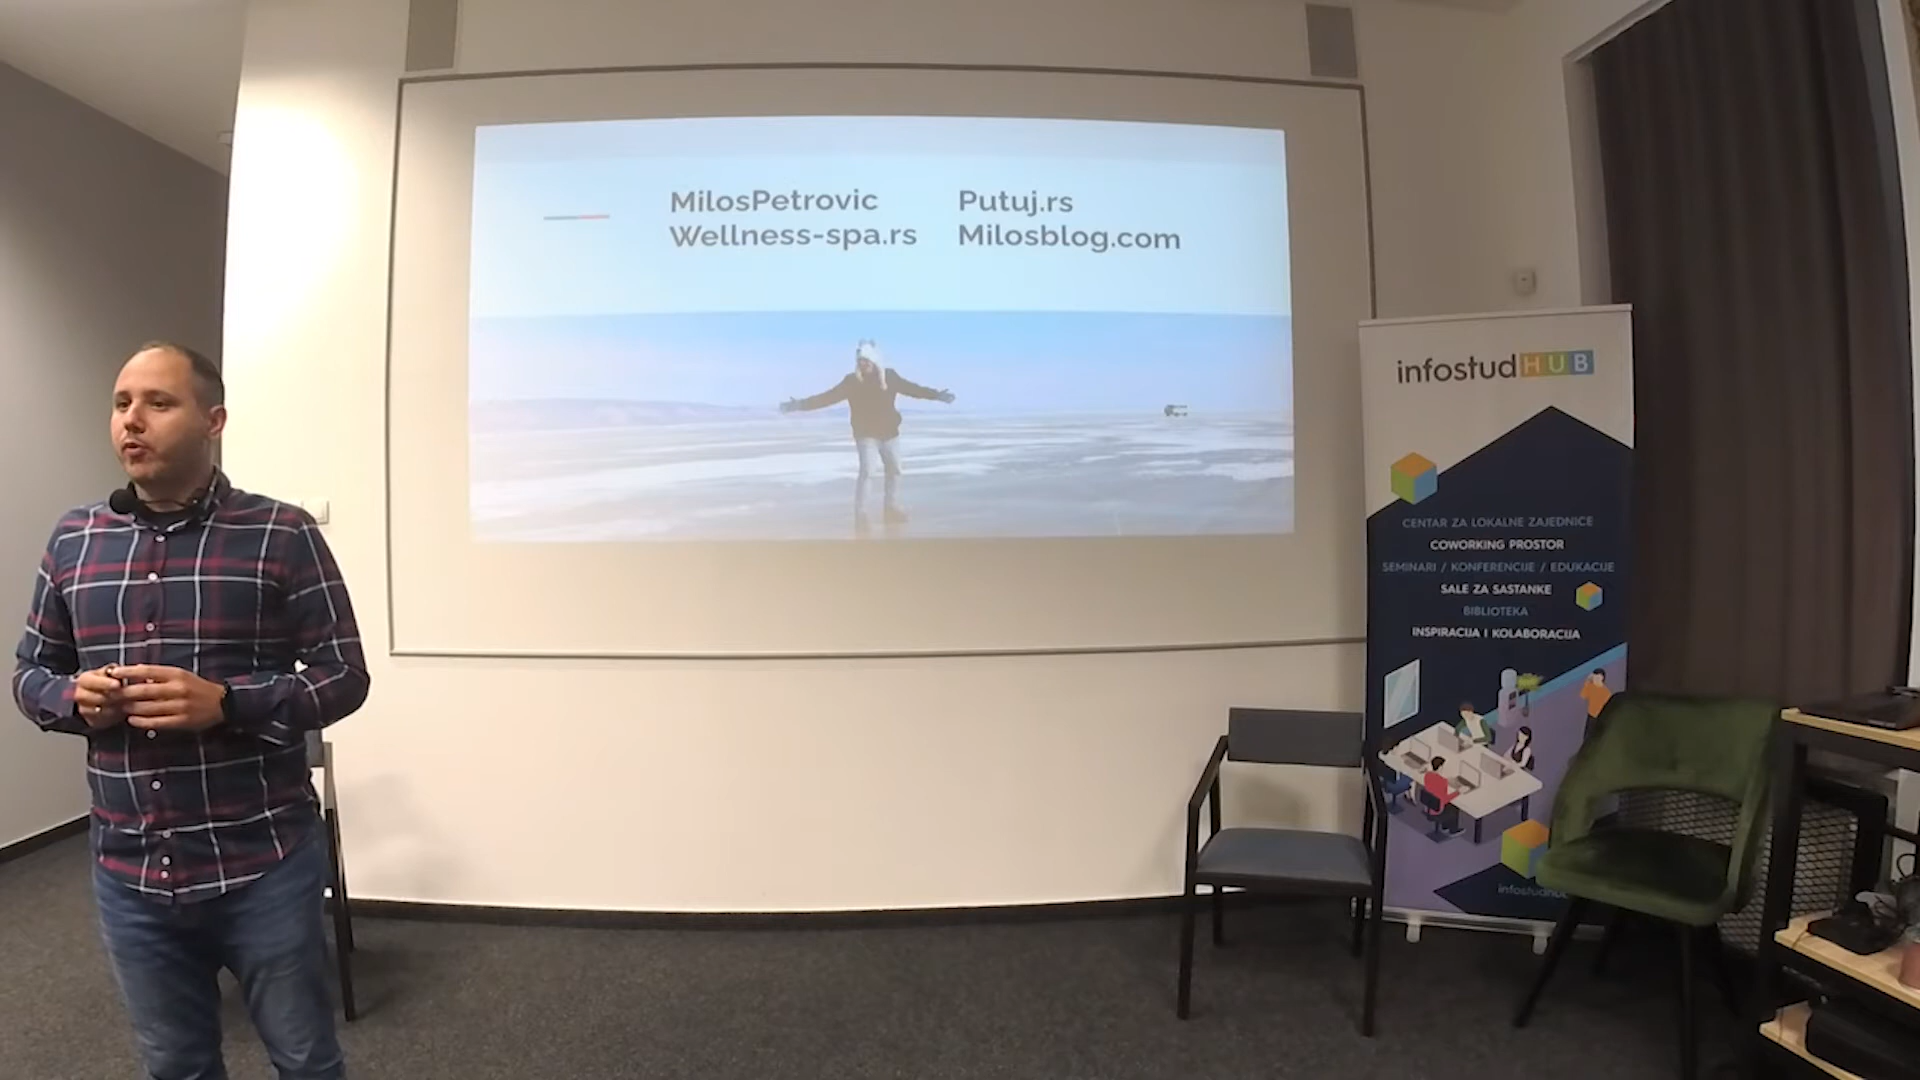 MilosPetrovic
Wellness-spa.rs
Putuj.rs
Milosblog.com
infostudHUB
CENTAR ZA LOKALNE ZAJEDNICE
COWORKING PROSTOR
SEMINARI / KONFERENCIJE / EDUKACIJE
SALE ZA SASTANKE
BIBLIOTEKA
INSPIRACIJA I KOLABORACIJA